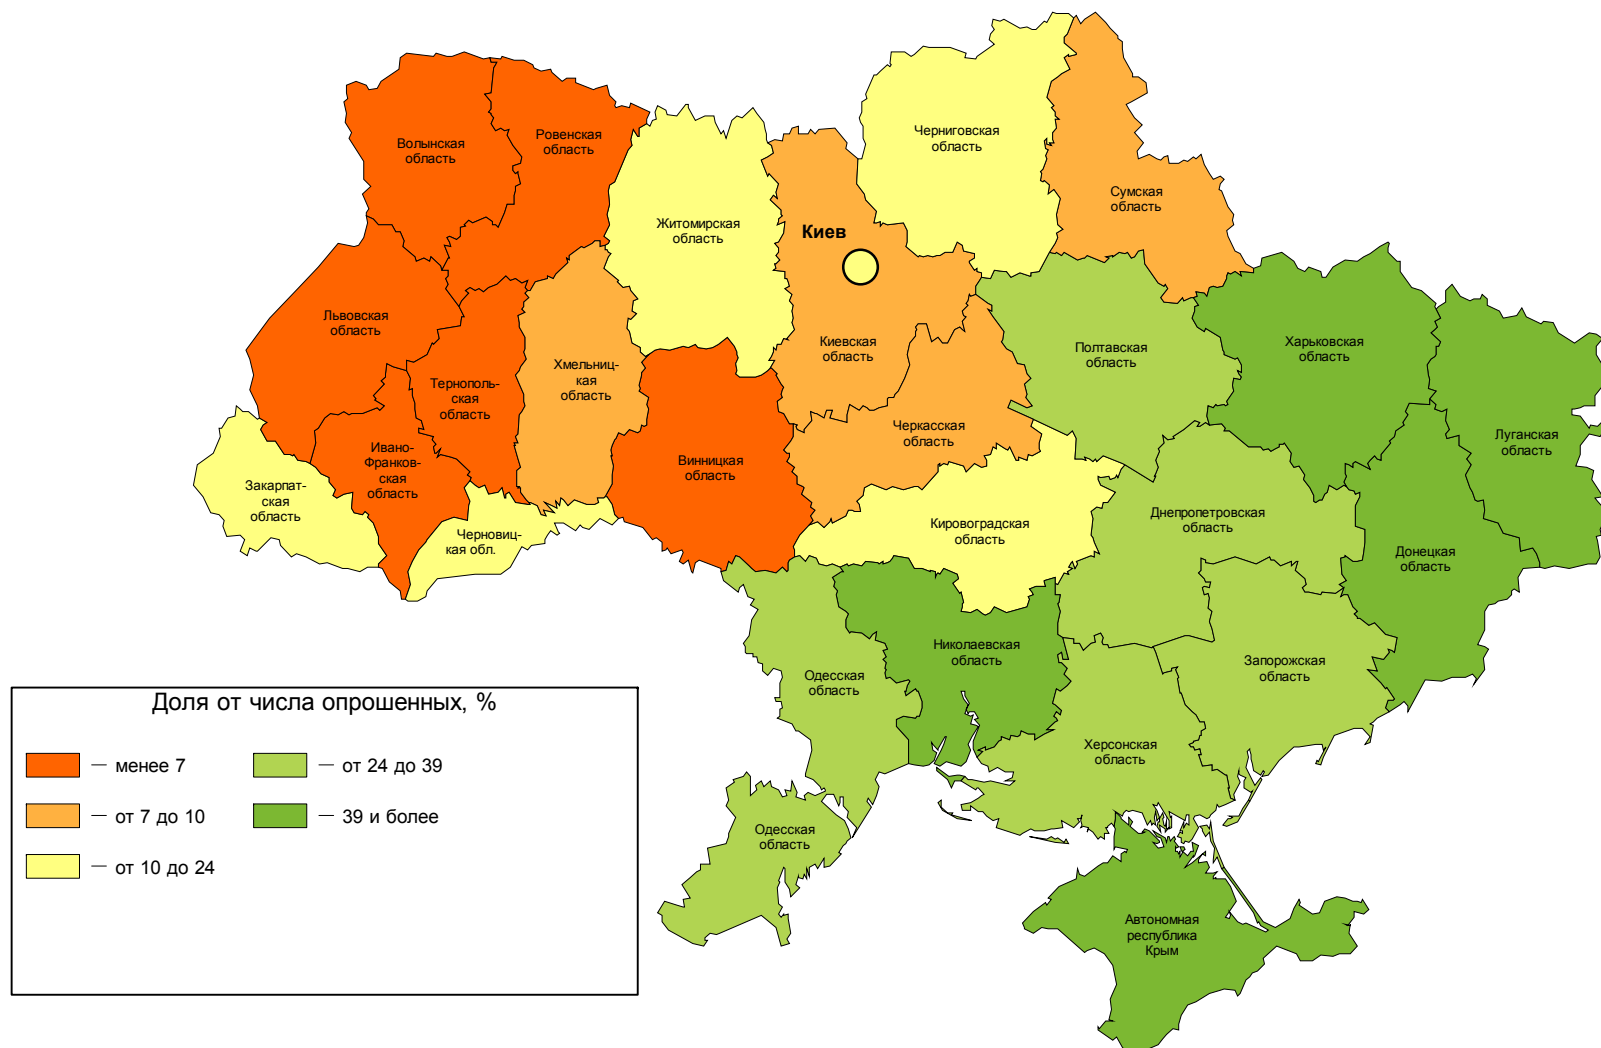 Волынская
область
Ровенская
область
Житомирская
область
Киев
Черниговская
область
Сумская
область
Львовская
область
Тернополь-
ская
область
Хмельниц-
кая
область
Киевская
область
Полтавская
область
Харьковская
область
Луганская
область
Ивано-
Франков-
ская
область
Закарпат-
ская
область
Черновиц-
кая обл.
Винницкая
область
Черкасская
область
Кировоградская
область
Днепропетровская
область
Донецкая
область
Одесская
область
Николаевская
область
Запорожская
область
Херсонская
область
Одесская
область
Автономная
республика
Крым
Доля от числа опрошенных, %
— менее 7
— от 7 до 10
— от 10 до 24
— от 24 до 39
— 39 и более